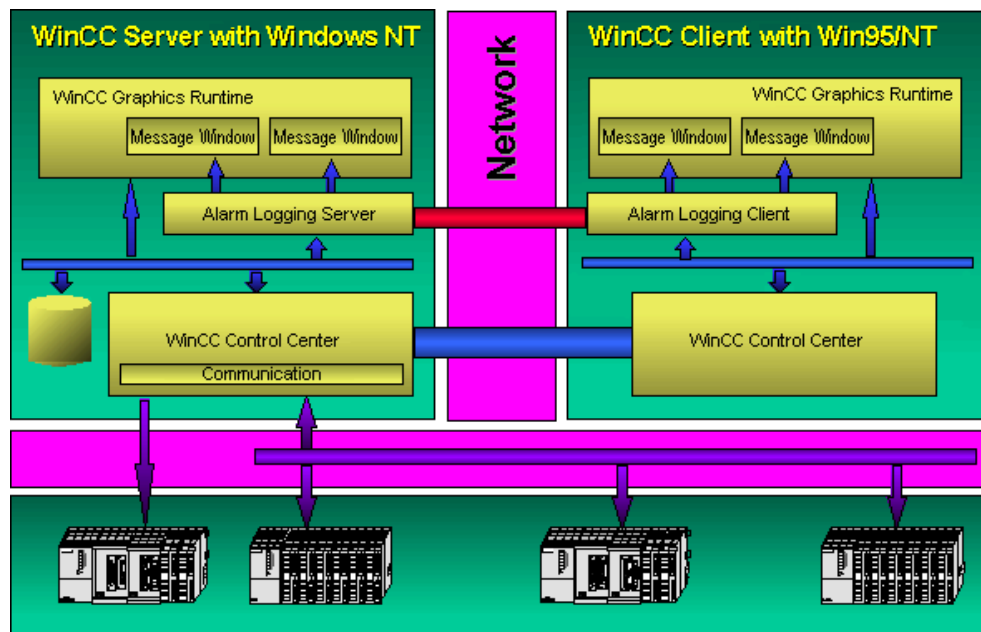 WinCC Server with Windows NT
WinCC Graphics Runtime
Message Window
Message Window
Alarm Logging Server
WinCC Control Center
Communication
Network
WinCC Client with Win95/NT
WinCC Graphics Runtime
Message Window
Message Window
Alarm Logging Client
WinCC Control Center